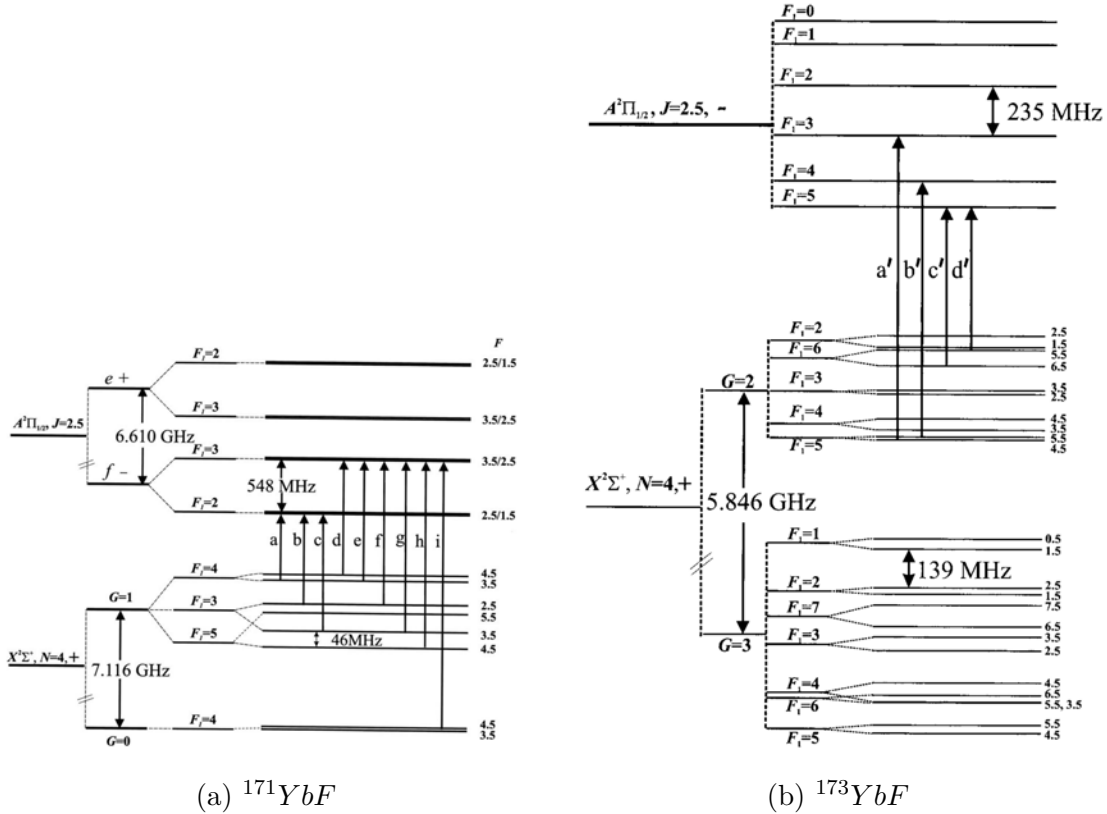 F₁=2
F
e +
2.5/1.5
F₁=3
3.5/2.5
A²Π₁/₂, J=2.5
6.610 GHz
F₁=3
3.5/2.5
f −
548 MHz
F₁=2
2.5/1.5
a b c d e f g h i
F₁=4
4.5
3.5
G=1
F₁=3
2.5
5.5
F₁=5
3.5
46MHz
4.5
X²Σ⁺, N=4,+
7.116 GHz
F₁=4
4.5
3.5
G=0
(a) ¹⁷¹YbF
F₁=0
F₁=1
F₁=2
A²Π₁/₂, J=2.5, -
235 MHz
F₁=3
F₁=4
F₁=5
a′ b′ c′ d′
F₁=2
2.5
1.5
F₁=6
5.5
6.5
G=2
F₁=3
3.5
2.5
F₁=4
4.5
3.5
F₁=5
5.5
4.5
X²Σ⁺, N=4,+
5.846 GHz
F₁=1
0.5
1.5
139 MHz
F₁=2
2.5
1.5
F₁=7
7.5
6.5
G=3
F₁=3
3.5
2.5
F₁=4
4.5
6.5
F₁=6
5.5, 3.5
F₁=5
5.5
4.5
(b) ¹⁷³YbF